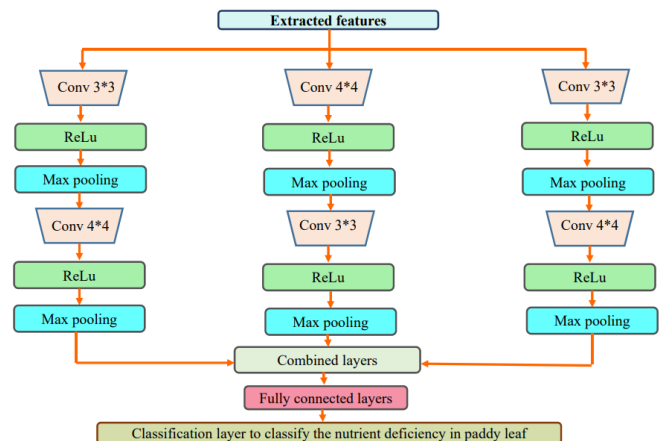 Extracted features
Conv 3*3
Conv 4*4
Conv 3*3
ReLu
ReLu
ReLu
Max pooling
Max pooling
Max pooling
Conv 4*4
Conv 3*3
Conv 4*4
ReLu
ReLu
ReLu
Max pooling
Max pooling
Max pooling
Combined layers
Fully connected layers
Classification layer to classify the nutrient deficiency in paddy leaf